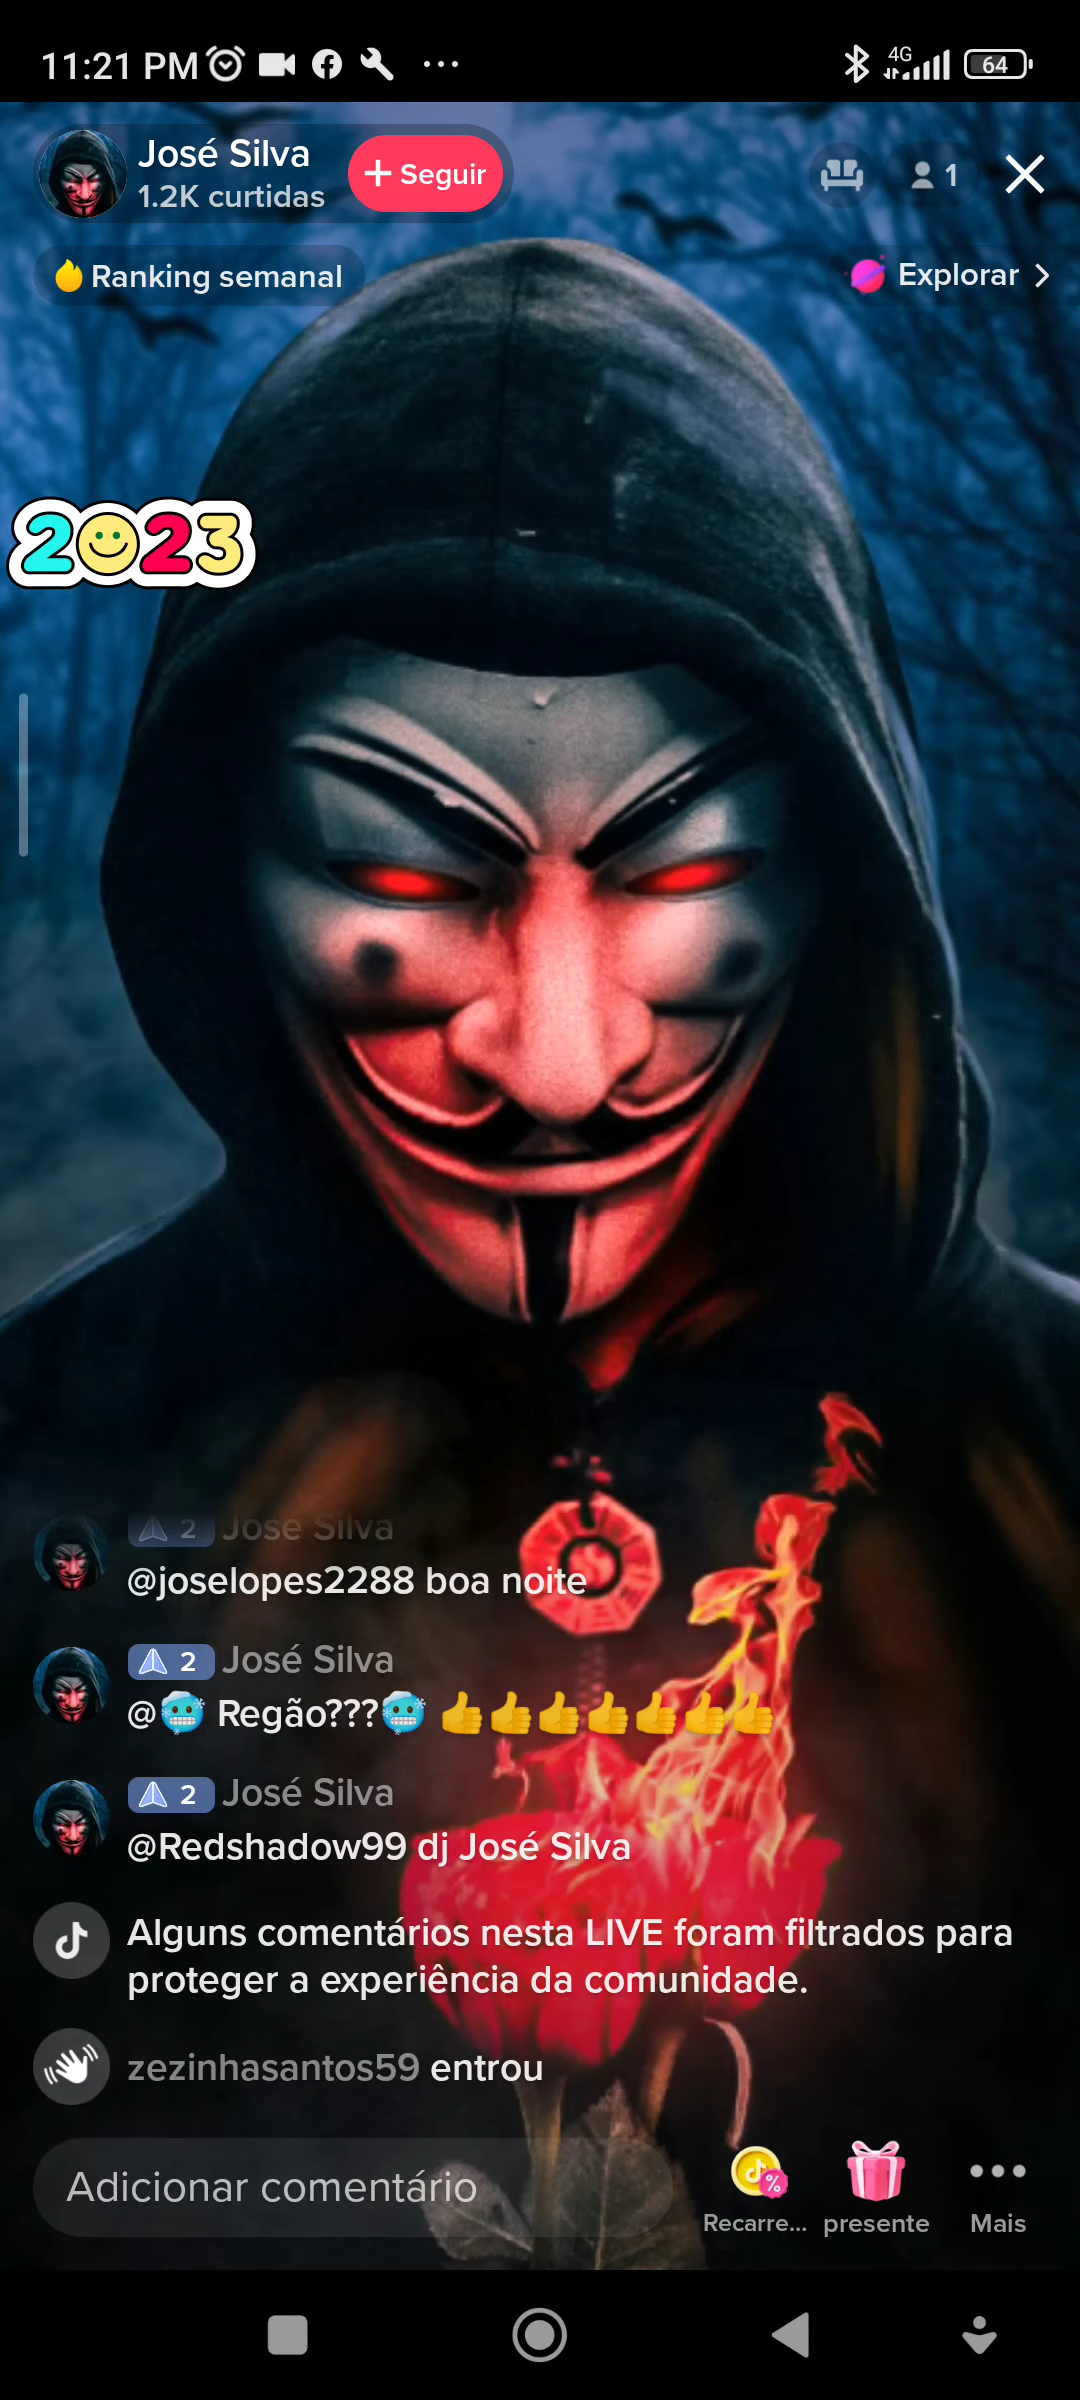 11:21 PM
4G
64
José Silva
1.2K curtidas
+ Seguir
1
Ranking semanal
Explorar
2023
2 José Silva
@joselopes2288 boa noite
2 José Silva
@🥶 Regão???🥶 👍👍👍👍👍👍👍
2 José Silva
@Redshadow99 dj José Silva
Alguns comentários nesta LIVE foram filtrados para
proteger a experiência da comunidade.
zezinhasantos59 entrou
Adicionar comentário
Recarre...
presente
Mais